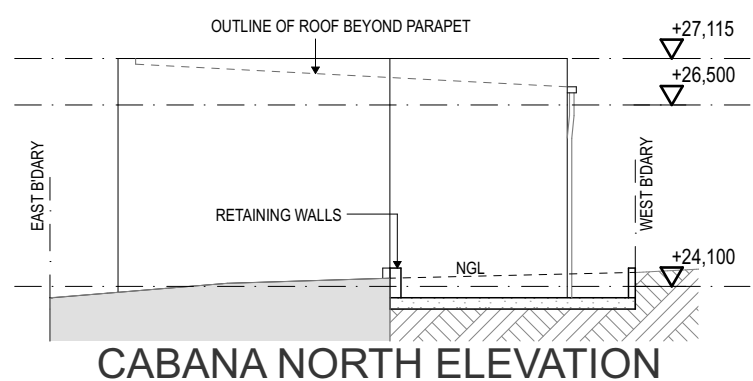 OUTLINE OF ROOF BEYOND PARAPET
+27,115
+26,500
EAST B'DARY
WEST B'DARY
RETAINING WALLS
NGL
+24,100
CABANA NORTH ELEVATION